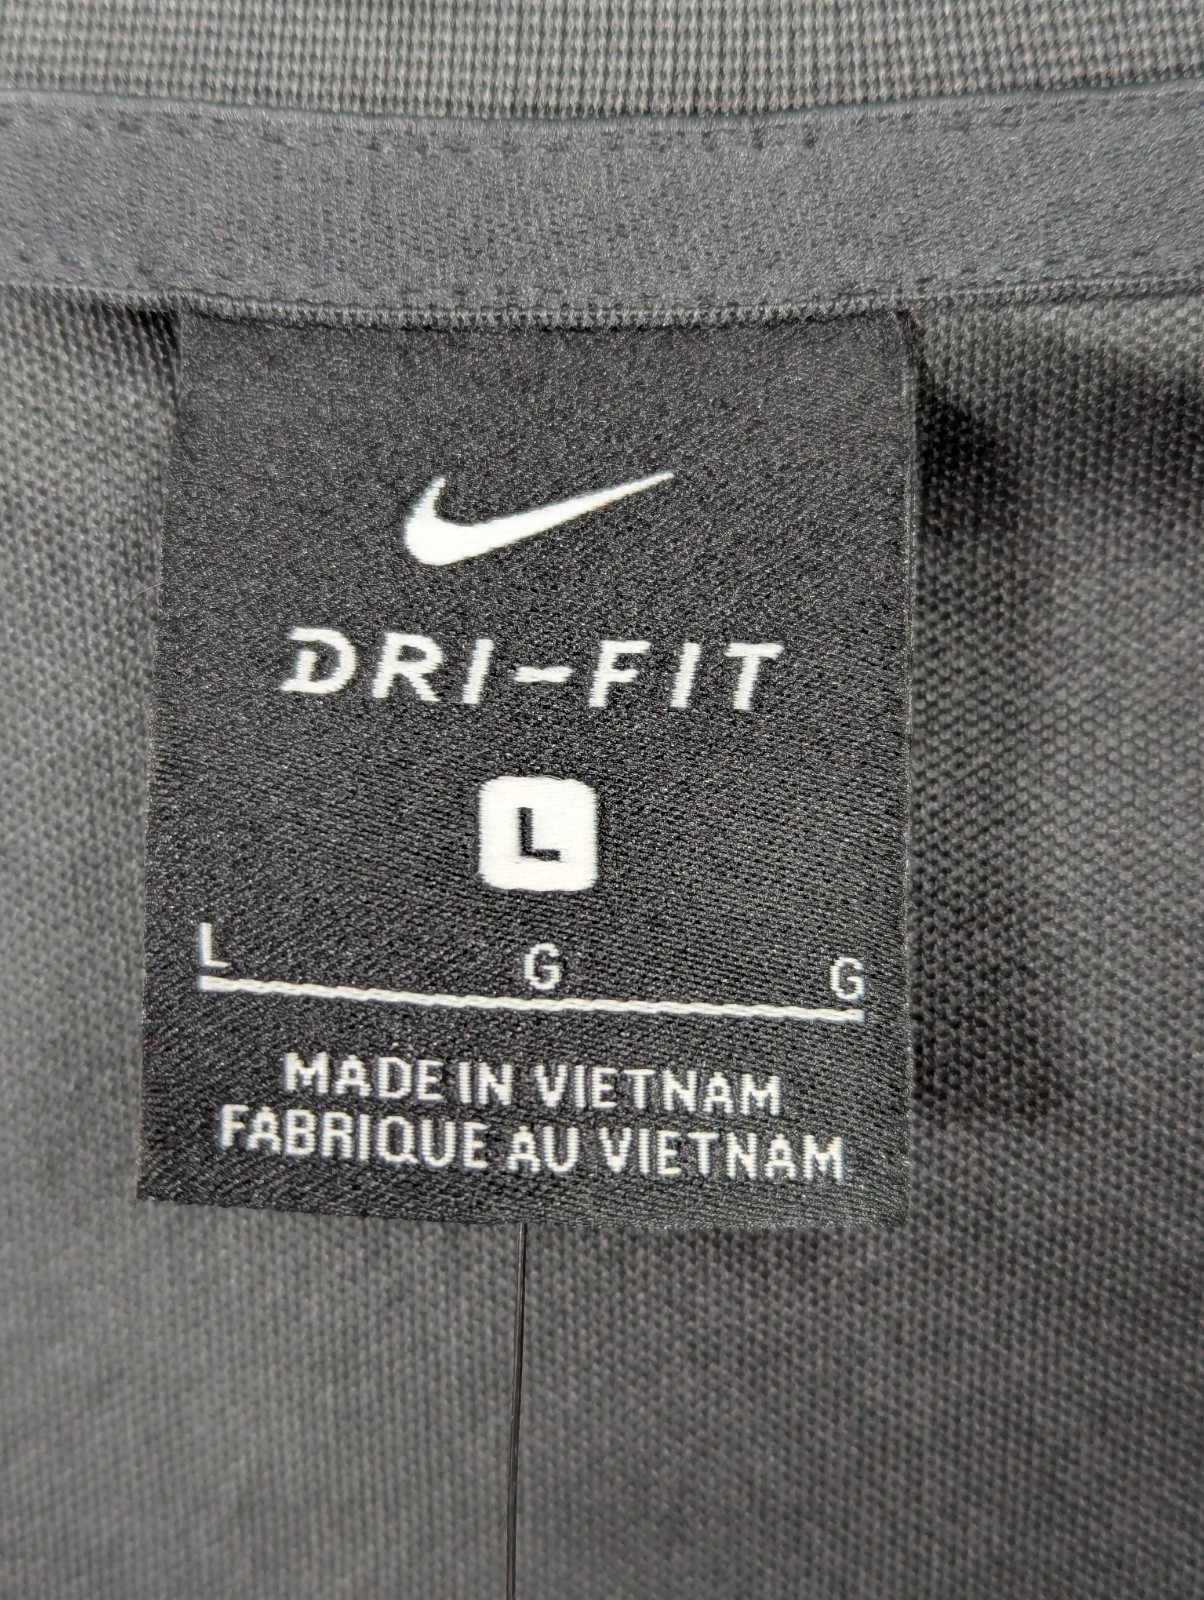 DRI-FIT
L
L G G
MADE IN VIETNAM
FABRIQUE AU VIETNAM